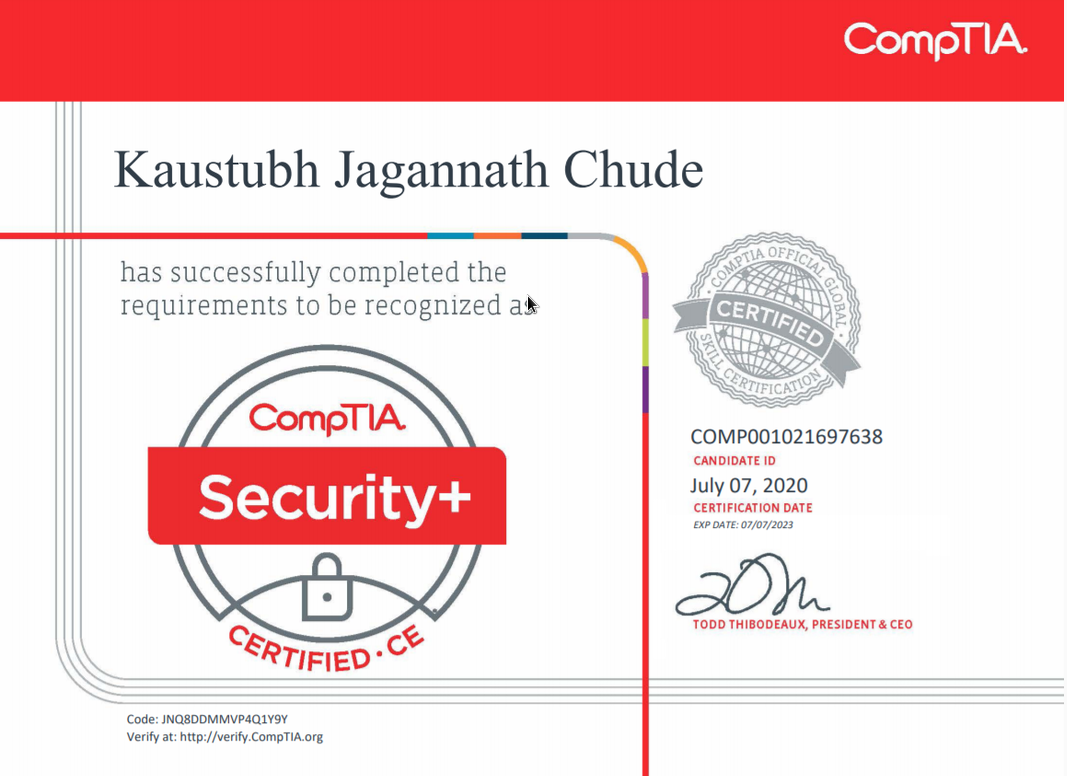 CompTIA.
Kaustubh Jagannath Chude
has successfully completed the
requirements to be recognized as
CompTIA.
Security+
CERTIFIED · CE
COMPTIA OFFICIAL GLOBAL
CERTIFIED
SKILL CERTIFICATION
COMP001021697638
CANDIDATE ID
July 07, 2020
CERTIFICATION DATE
EXP DATE: 07/07/2023
TODD THIBODEAUX, PRESIDENT & CEO
Code: JNQ8DDMMVP4Q1Y9Y
Verify at: http://verify.CompTIA.org